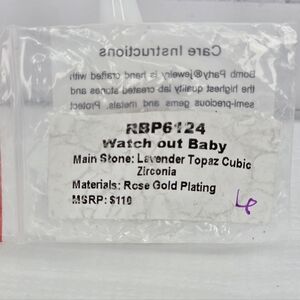 Care Instructions
Bomb Party® jewelry is hand crafted with
the highest quality lab created stones and
semi-precious gems and metals. Protect
RBP6124
Watch out Baby
Main Stone: Lavender Topaz Cubic
Zirconia
Materials: Rose Gold Plating
MSRP: $110